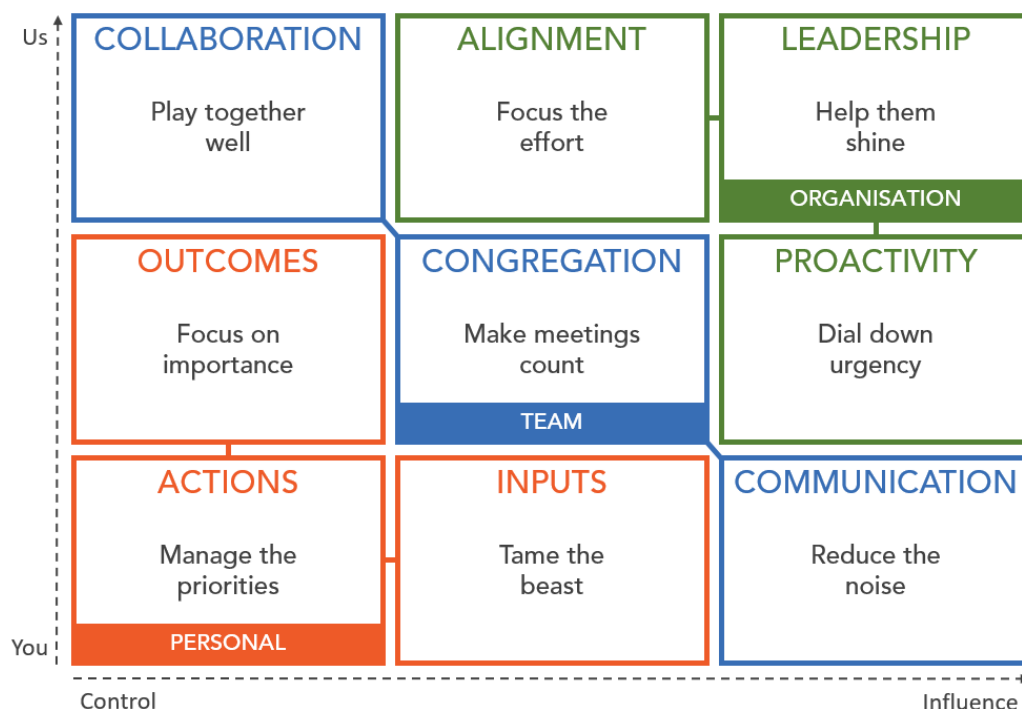 Us
COLLABORATION
Play together
well
ALIGNMENT
Focus the
effort
LEADERSHIP
Help them
shine
ORGANISATION
OUTCOMES
Focus on
importance
CONGREGATION
Make meetings
count
TEAM
PROACTIVITY
Dial down
urgency
ACTIONS
Manage the
priorities
PERSONAL
INPUTS
Tame the
beast
COMMUNICATION
Reduce the
noise
You
Control
Influence